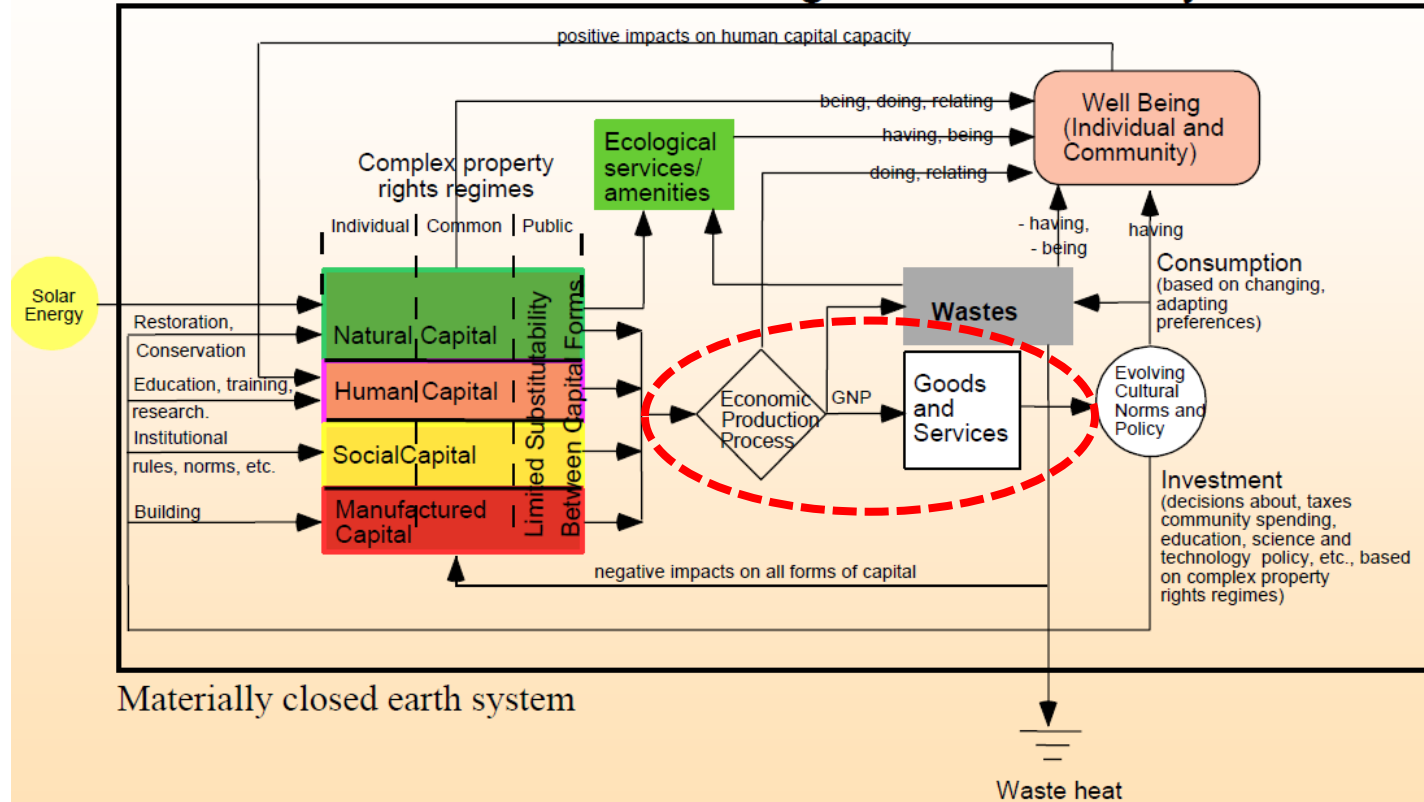 positive impacts on human capital capacity
being, doing, relating
Well Being
(Individual and
Community)
having, being
Ecological
services/
amenities
doing, relating
Complex property
rights regimes
Individual
Common
Public
- having,
- being
having
Consumption
(based on changing,
adapting
preferences)
Solar
Energy
Restoration,
Conservation
Natural Capital
Wastes
Education, training,
research.
Human Capital
Limited Substitutability
Between Capital Forms
Economic
Production
Process
GNP
Goods
and
Services
Evolving
Cultural
Norms and
Policy
Institutional
rules, norms, etc.
SocialCapital
Building
Manufactured
Capital
Investment
(decisions about, taxes
community spending,
education, science and
technology policy, etc., based
on complex property
rights regimes)
negative impacts on all forms of capital
Materially closed earth system
Waste heat